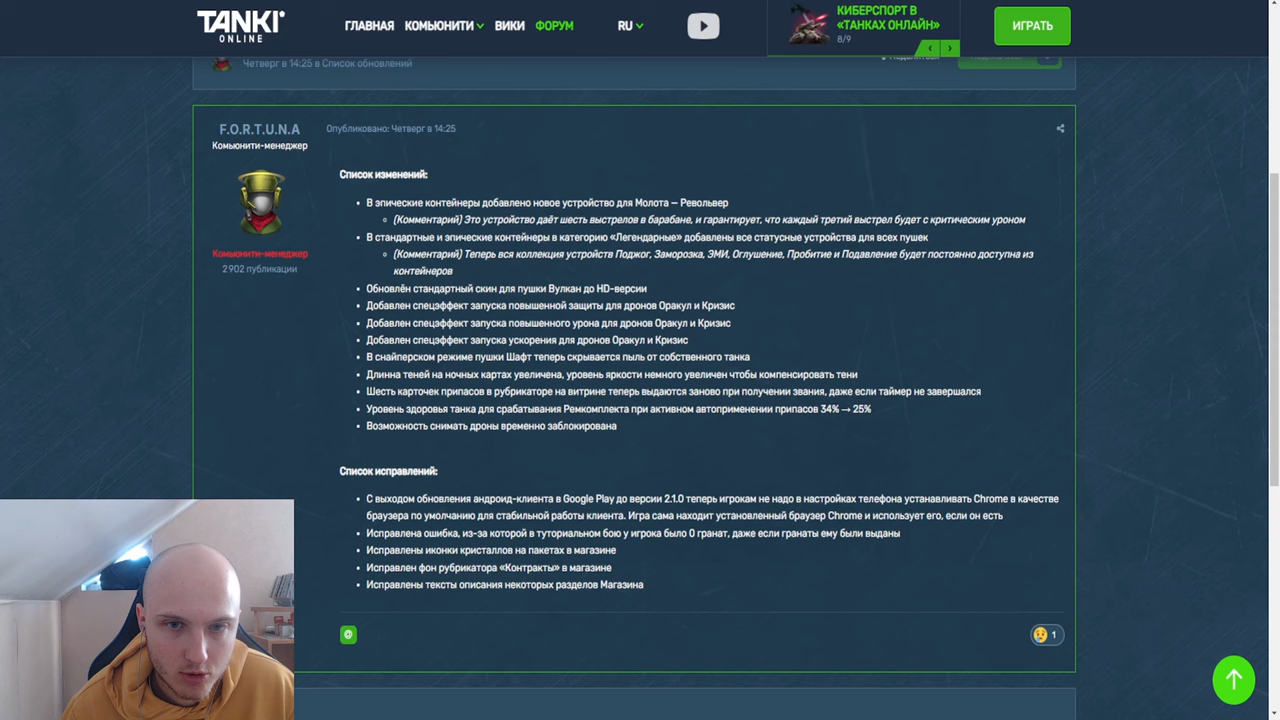 TANKI
ONLINE
ГЛАВНАЯ
КОМЬЮНИТИ
ВИКИ
ФОРУМ
RU
КИБЕРСПОРТ В
«ТАНКАХ ОНЛАЙН»
8/9
ИГРАТЬ
Четверг в 14:25 в Список обновлений
F.O.R.T.U.N.A
Комьюнити-менеджер
Комьюнити-менеджер
2 902 публикации
Опубликовано: Четверг в 14:25
Список изменений:
• В эпические контейнеры добавлено новое устройство для Молота — Револьвер
(Комментарий) Это устройство даёт шесть выстрелов в барабане, и гарантирует, что каждый третий выстрел будет с критическим уроном
• В стандартные и эпические контейнеры в категорию «Легендарные» добавлены все статусные устройства для всех пушек
(Комментарий) Теперь вся коллекция устройств Поджог, Заморозка, ЭМИ, Оглушение, Пробитие и Подавление будет постоянно доступна из
контейнеров
• Обновлён стандартный скин для пушки Вулкан до HD-версии
• Добавлен спецэффект запуска повышенной защиты для дронов Оракул и Кризис
• Добавлен спецэффект запуска повышенного урона для дронов Оракул и Кризис
• Добавлен спецэффект запуска ускорения для дронов Оракул и Кризис
• В снайперском режиме пушки Шафт теперь скрывается пыль от собственного танка
• Длинна теней на ночных картах увеличена, уровень яркости немного увеличен чтобы компенсировать тени
• Шесть карточек припасов в рубрикаторе на витрине теперь выдаются заново при получении звания, даже если таймер не завершался
• Уровень здоровья танка для срабатывания Ремкомплекта при активном автоприменении припасов 34% → 25%
• Возможность снимать дроны временно заблокирована
Список исправлений:
• С выходом обновления андроид-клиента в Google Play до версии 2.1.0 теперь игрокам не надо в настройках телефона устанавливать Chrome в качестве
браузера по умолчанию для стабильной работы клиента. Игра сама находит установленный браузер Chrome и использует его, если он есть
• Исправлена ошибка, из-за которой в туториальном бою у игрока было 0 гранат, даже если гранаты ему были выданы
• Исправлены иконки кристаллов на пакетах в магазине
• Исправлен фон рубрикатора «Контракты» в магазине
• Исправлены тексты описания некоторых разделов Магазина
1